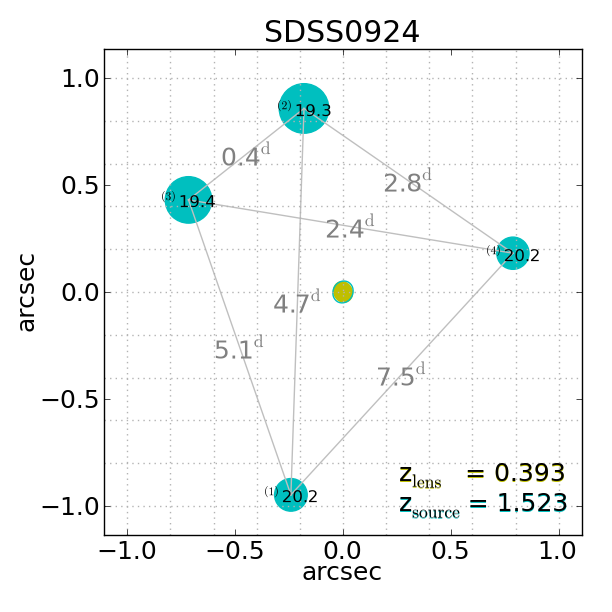 SDSS0924
1.0
(2) 19.3
0.4d
2.8d
0.5
(3) 19.4
2.4d
(4) 20.2
arcsec
0.0
4.7d
5.1d
7.5d
−0.5
zlens = 0.393
(1) 20.2
zsource = 1.523
−1.0
−1.0 −0.5 0.0 0.5 1.0
arcsec